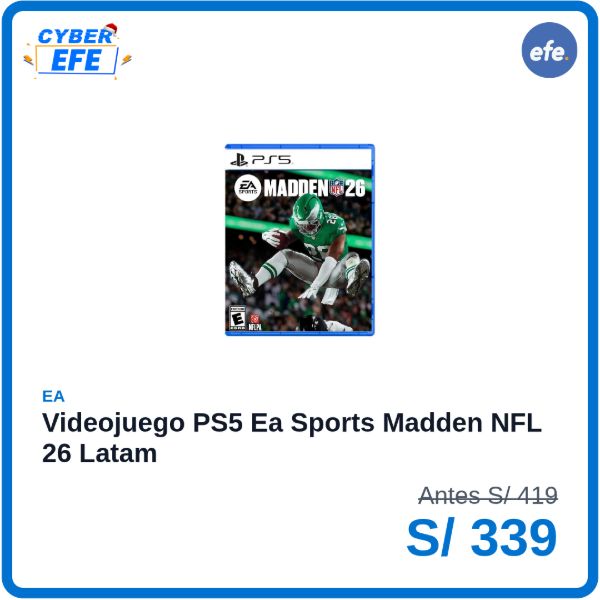 CYBER
EFE
efe.
PS5
EA
SPORTS
MADDEN NFL 26
E
NFLPA
EA
Videojuego PS5 Ea Sports Madden NFL
26 Latam
Antes S/ 419
S/ 339